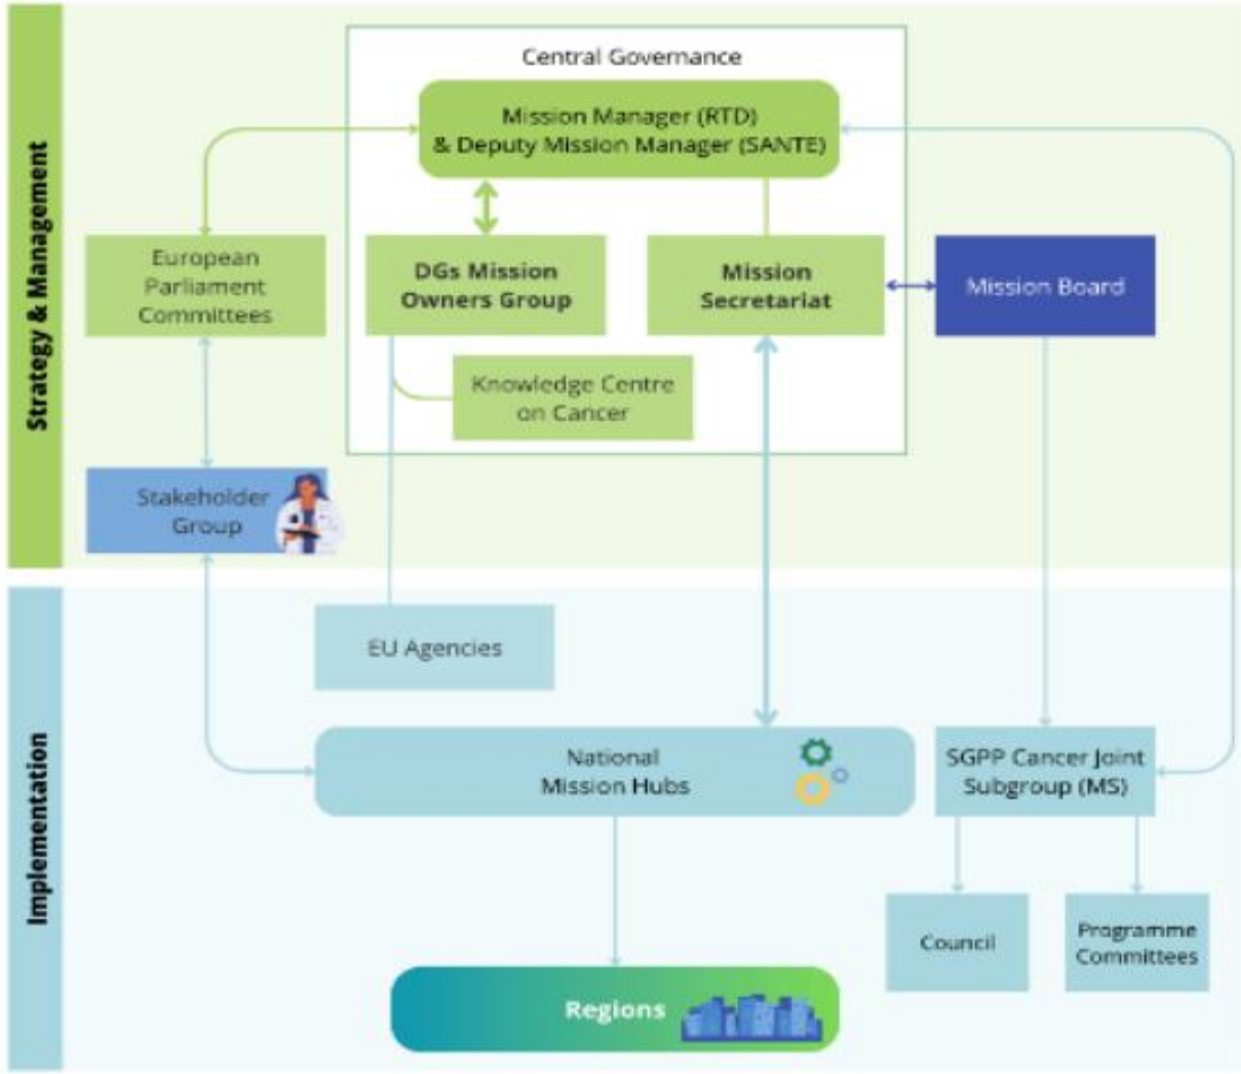 Strategy & Management
Central Governance
Mission Manager (RTD)
& Deputy Mission Manager (SANTE)
European
Parliament
Committees
DGs Mission
Owners Group
Mission
Secretariat
Mission Board
Knowledge Centre
on Cancer
Stakeholder
Group
Implementation
EU Agencies
National
Mission Hubs
SGPP Cancer Joint
Subgroup (MS)
Council
Programme
Committees
Regions